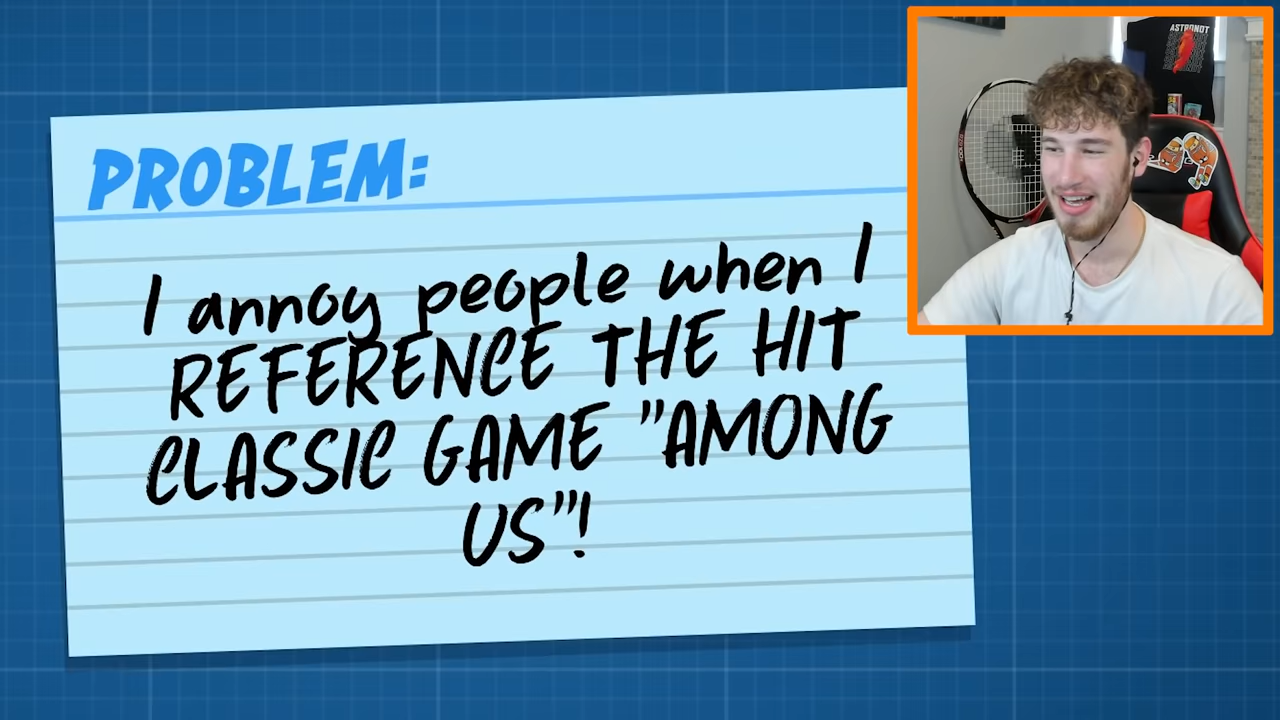 PROBLEM:
I annoy people when I
REFERENCE THE HIT
CLASSIC GAME "AMONG
US"!
ASTRONOT